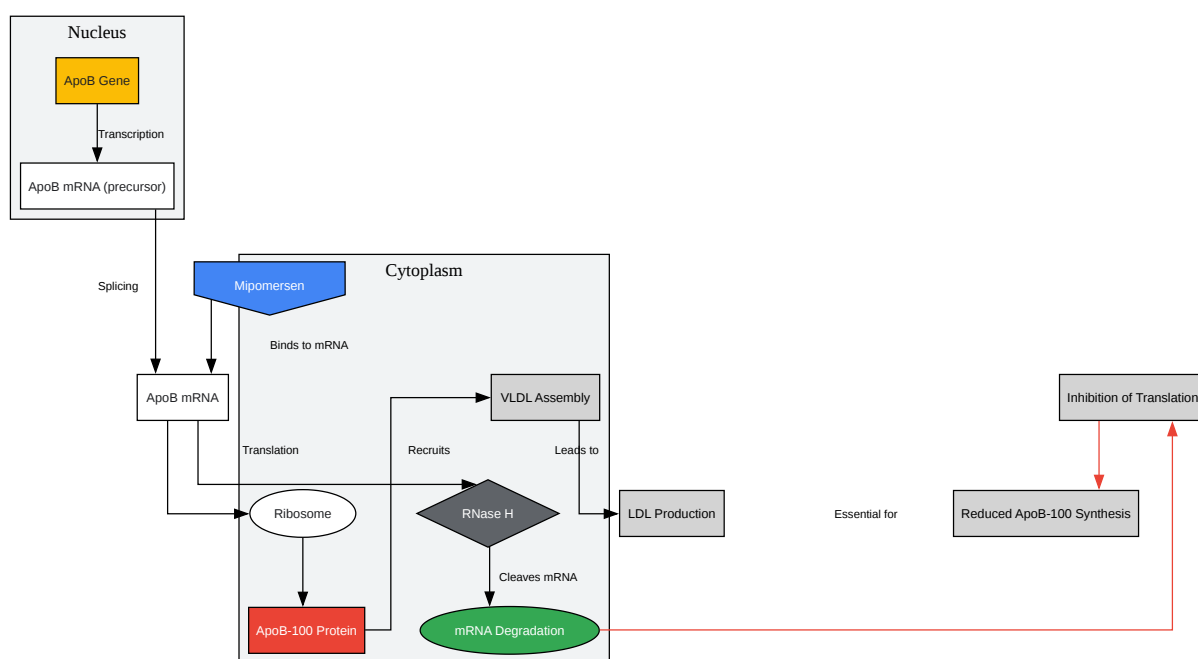 Nucleus
ApoB Gene
Transcription
ApoB mRNA (precursor)
Splicing
Cytoplasm
Mipomersen
Binds to mRNA
ApoB mRNA
VLDL Assembly
Inhibition of Translation
Translation
Recruits
Leads to
Ribosome
RNase H
LDL Production
Essential for
Reduced ApoB-100 Synthesis
Cleaves mRNA
ApoB-100 Protein
mRNA Degradation